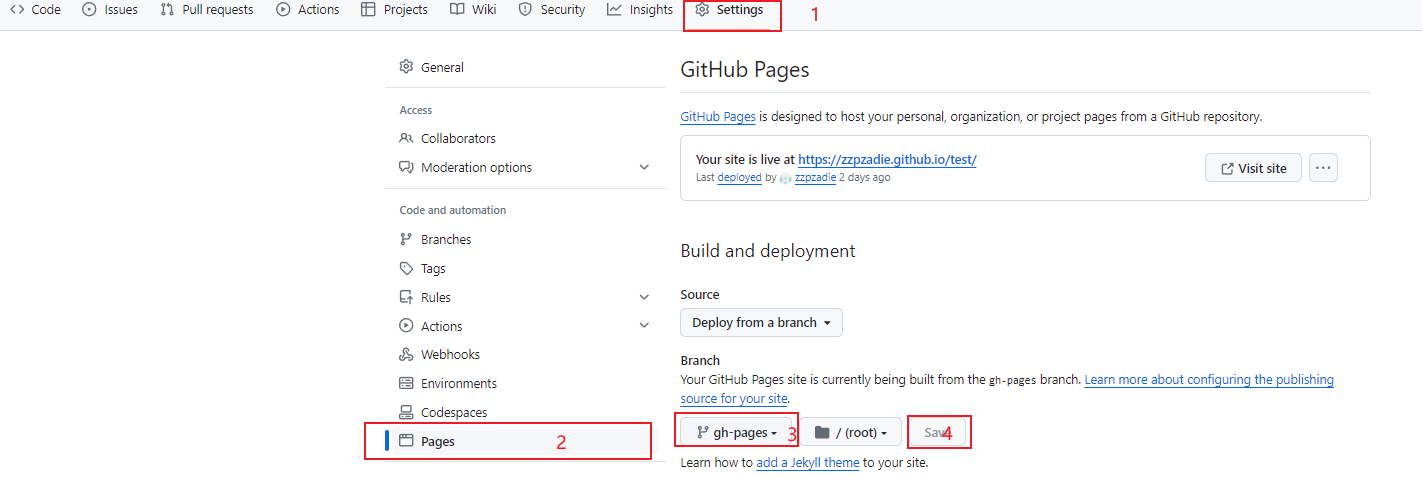 Code Issues Pull requests Actions Projects Wiki Security Insights Settings 1
General
Access
Collaborators
Moderation options
Code and automation
Branches
Tags
Rules
Actions
Webhooks
Environments
Codespaces
Pages 2
GitHub Pages
GitHub Pages is designed to host your personal, organization, or project pages from a GitHub repository.
Your site is live at https://zzpzadie.github.io/test/
Last deployed by zzpzadie 2 days ago
Visit site
Build and deployment
Source
Deploy from a branch
Branch
Your GitHub Pages site is currently being built from the gh-pages branch. Learn more about configuring the publishing
source for your site.
gh-pages 3 / (root) Save 4
Learn how to add a Jekyll theme to your site.